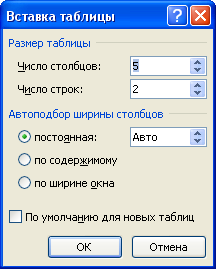 Вставка таблицы
Размер таблицы
Число столбцов: 5
Число строк: 2
Автоподбор ширины столбцов
постоянная: Авто
по содержимому
по ширине окна
По умолчанию для новых таблиц
ОК Отмена